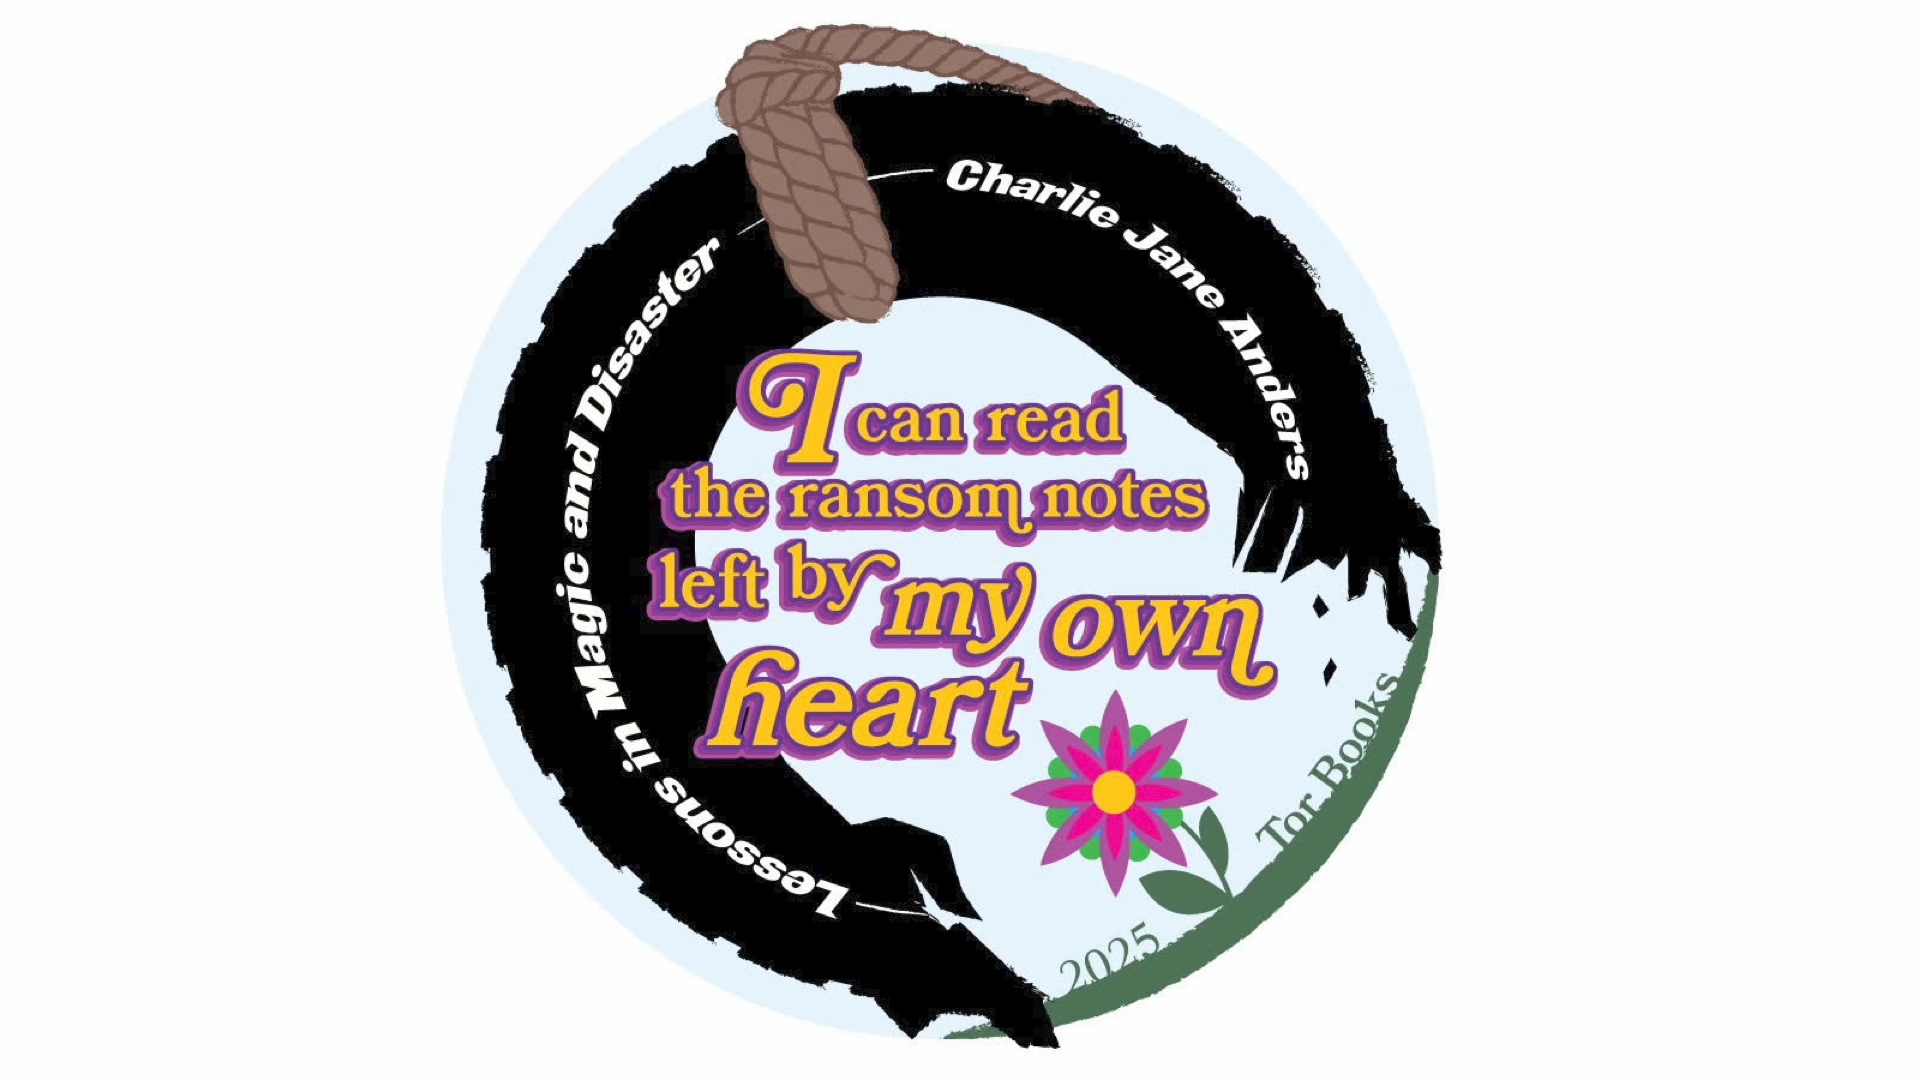 Charlie Jane Anders
Lessons in Magic and Disaster
I can read
the ransom notes
left by my own
heart
Tor Books
2025